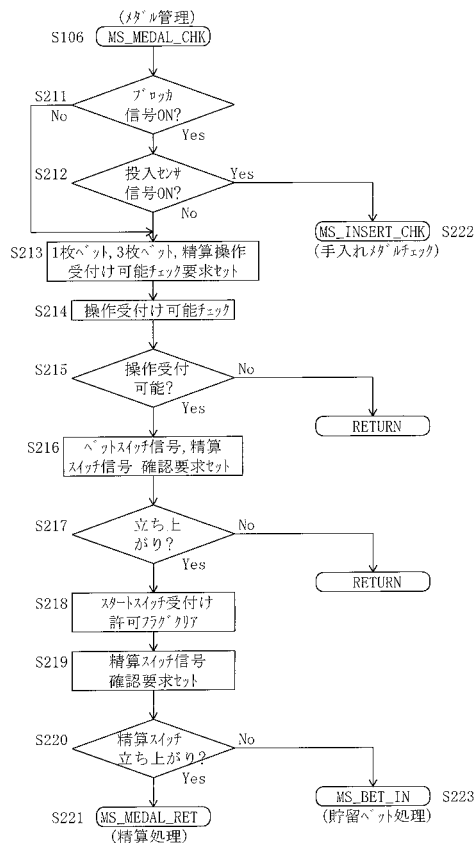 (メダル管理)
S106 MS_MEDAL_CHK
S211 ブロッカ
信号ON?
No
Yes
S212 投入センサ
信号ON?
Yes
No
MS_INSERT_CHK S222
(手入れメダルチェック)
S213 1枚ベット,3枚ベット,精算操作
受付け可能チェック要求セット
S214 操作受付け可能チェック
S215 操作受付
可能?
No
Yes
RETURN
S216 ベットスイッチ信号,精算
スイッチ信号 確認要求セット
S217 立ち上
がり?
No
Yes
RETURN
S218 スタートスイッチ受付け
許可フラグクリア
S219 精算スイッチ信号
確認要求セット
S220 精算スイッチ
立ち上がり?
No
Yes
S221 MS_MEDAL_RET
(精算処理)
MS_BET_IN S223
(貯留ベット処理)